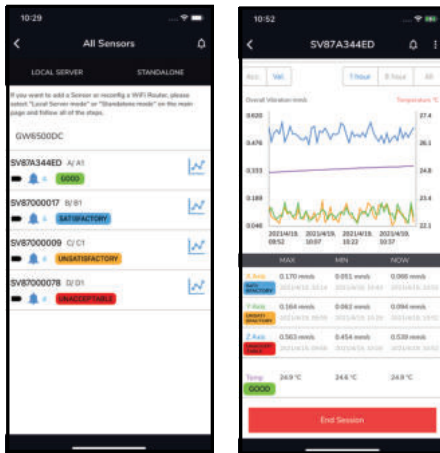 10:29
All Sensors
LOCAL SERVER STANDALONE
If you want to add a Sensor or reconfig a WiFi Router, please
select "Local Server mode" or "Standalone mode" on the main
page and follow all of the steps.
GW6500DC
SV87A344ED A/ A1
GOOD
SV87000017 B/ B1
SATISFACTORY
SV87000009 C/ C1
UNSATISFACTORY
SV87000078 D/ D1
UNACCEPTABLE
10:52
SV87A344ED
Acc. Vel. 1 hour 8 hour All
Overall Vibration mm/s Temperature °C
0.620 27.4
0.476 26.1
0.333 24.8
0.189 23.4
0.046 22.1
2021/4/19, 2021/4/19, 2021/4/19, 2021/4/19,
09:52 10:07 10:22 10:37
MAX MIN NOW
X Axis 0.170 mm/s 0.051 mm/s 0.066 mm/s
Y Axis 0.164 mm/s 0.063 mm/s 0.094 mm/s
Z Axis 0.563 mm/s 0.454 mm/s 0.539 mm/s
Temp 24.9 °C 24.6 °C 24.9 °C
GOOD
End Session